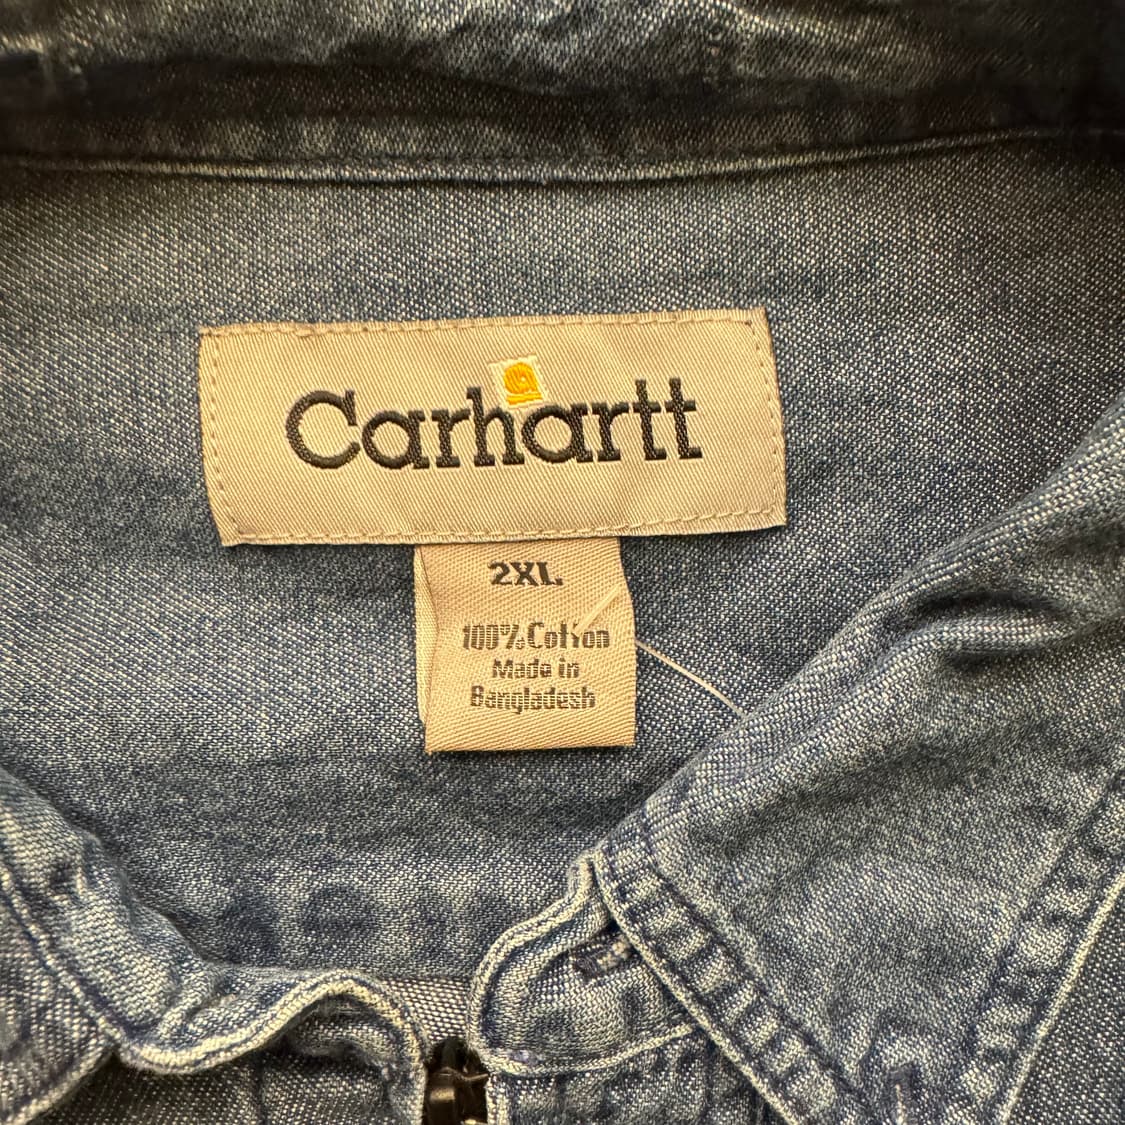 Carhartt
2XL
100% Cotton
Made in
Bangladesh